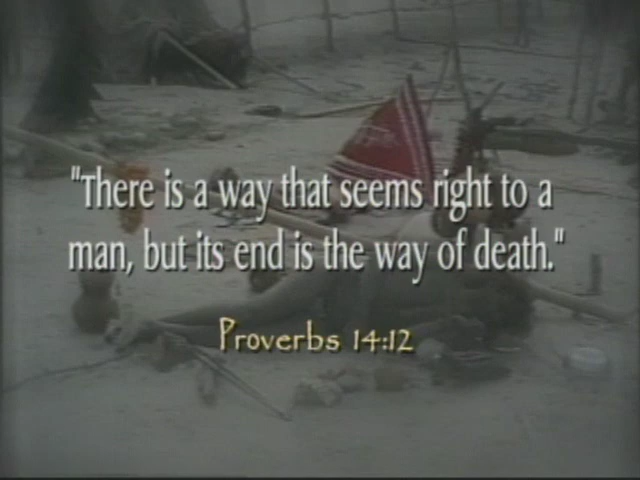 "There is a way that seems right to a
man, but its end is the way of death."
Proverbs 14:12